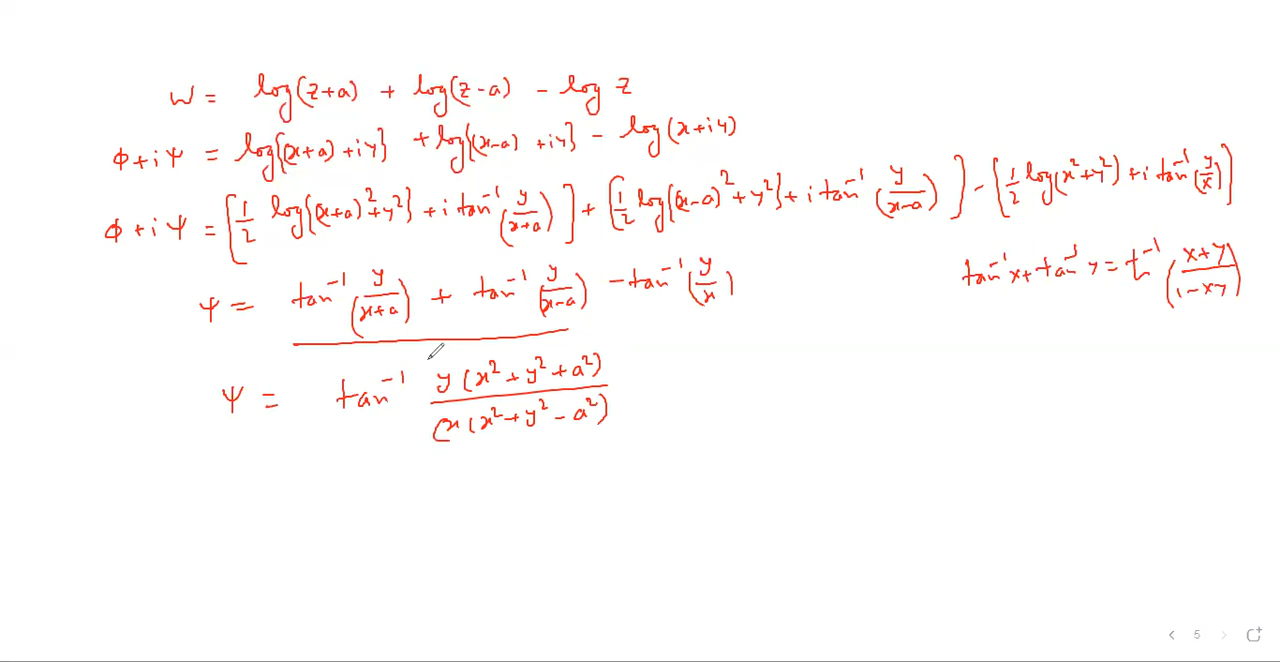 W = log(z+a) + log(z-a) - log z
φ+iψ = log{(x+a)+iy} + log{(x-a)+iy} - log(x+iy)
φ+iψ = [1/2 log{(x+a)²+y²} + i tan⁻¹(y/(x+a))] + [1/2 log{(x-a)²+y²} + i tan⁻¹(y/(x-a))] - [1/2 log(x²+y²) + i tan⁻¹(y/x)]
tan⁻¹x + tan⁻¹y = t⁻¹((x+y)/(1-xy))
ψ = tan⁻¹(y/(x+a)) + tan⁻¹(y/(x-a)) - tan⁻¹(y/x)
ψ = tan⁻¹ y(x²+y²+a²)/(x(x²+y²-a²)
5